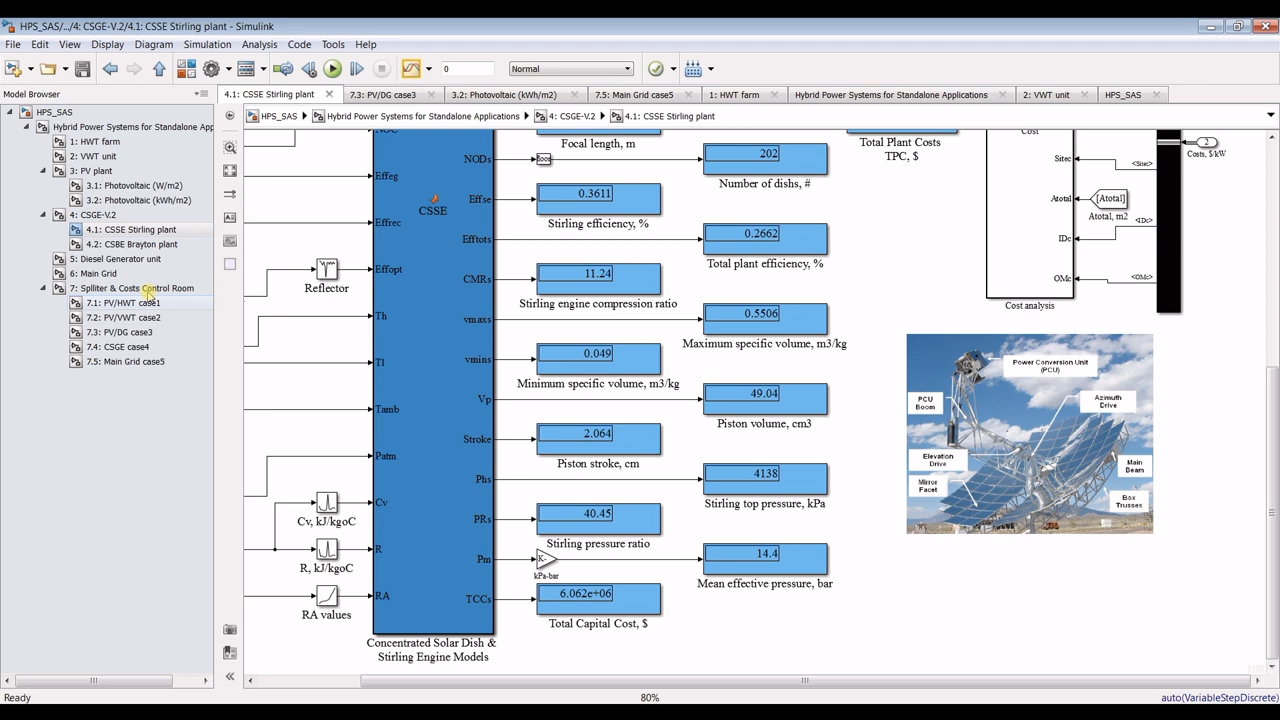 HPS_SAS/.../4: CSGE-V.2/4.1: CSSE Stirling plant - Simulink
File Edit View Display Diagram Simulation Analysis Code Tools Help
0
Normal
Model Browser
4.1: CSSE Stirling plant
7.3: PV/DG case3
3.2: Photovoltaic (kWh/m2)
7.5: Main Grid case5
1: HWT farm
Hybrid Power Systems for Standalone Applications
2: VWT unit
HPS_SAS
HPS_SAS
Hybrid Power Systems for Standalone Applications
4: CSGE-V.2
4.1: CSSE Stirling plant
HPS_SAS
Hybrid Power Systems for Standalone App
1: HWT farm
2: VWT unit
3: PV plant
3.1: Photovoltaic (W/m2)
3.2: Photovoltaic (kWh/m2)
4: CSGE-V.2
4.1: CSSE Stirling plant
4.2: CSBE Brayton plant
5: Diesel Generator unit
6: Main Grid
7: Spliiter & Costs Control Room
7.1: PV/HWT case1
7.2: PV/VWT case2
7.3: PV/DG case3
7.4: CSGE case4
7.5: Main Grid case5
Effeg
Effrec
Effopt
Reflector
Th
Tl
Tamb
Patm
Cv
Cv, kJ/kgoC
R
R, kJ/kgoC
RA
RA values
CSSE
NODs
Effse
Efftots
CMRs
vmaxs
vmins
Vp
Stroke
Phs
PRs
Pm
TCCs
Concentrated Solar Dish &
Stirling Engine Models
Focal length, m
floor
202
Number of dishs, #
0.3611
Stirling efficiency, %
0.2662
Total plant efficiency, %
11.24
Stirling engine compression ratio
0.5506
Maximum specific volume, m3/kg
0.049
Minimum specific volume, m3/kg
49.04
Piston volume, cm3
2.064
Piston stroke, cm
4138
Stirling top pressure, kPa
40.45
Stirling pressure ratio
K-
kPa-bar
14.4
Mean effective pressure, bar
6.062e+06
Total Capital Cost, $
Total Plant Costs
TPC, $
Cost
Sitec
Atotal
IDc
OMc
Cost analysis
<Sitec>
[Atotal]
Atotal, m2
<IDc>
<OMc>
2
Costs, $/kW
Power Conversion Unit
(PCU)
PCU
Boom
Azimuth
Drive
Elevation
Drive
Mirror
Facet
Main
Beam
Box
Trusses
Ready
80%
auto(VariableStepDiscrete)